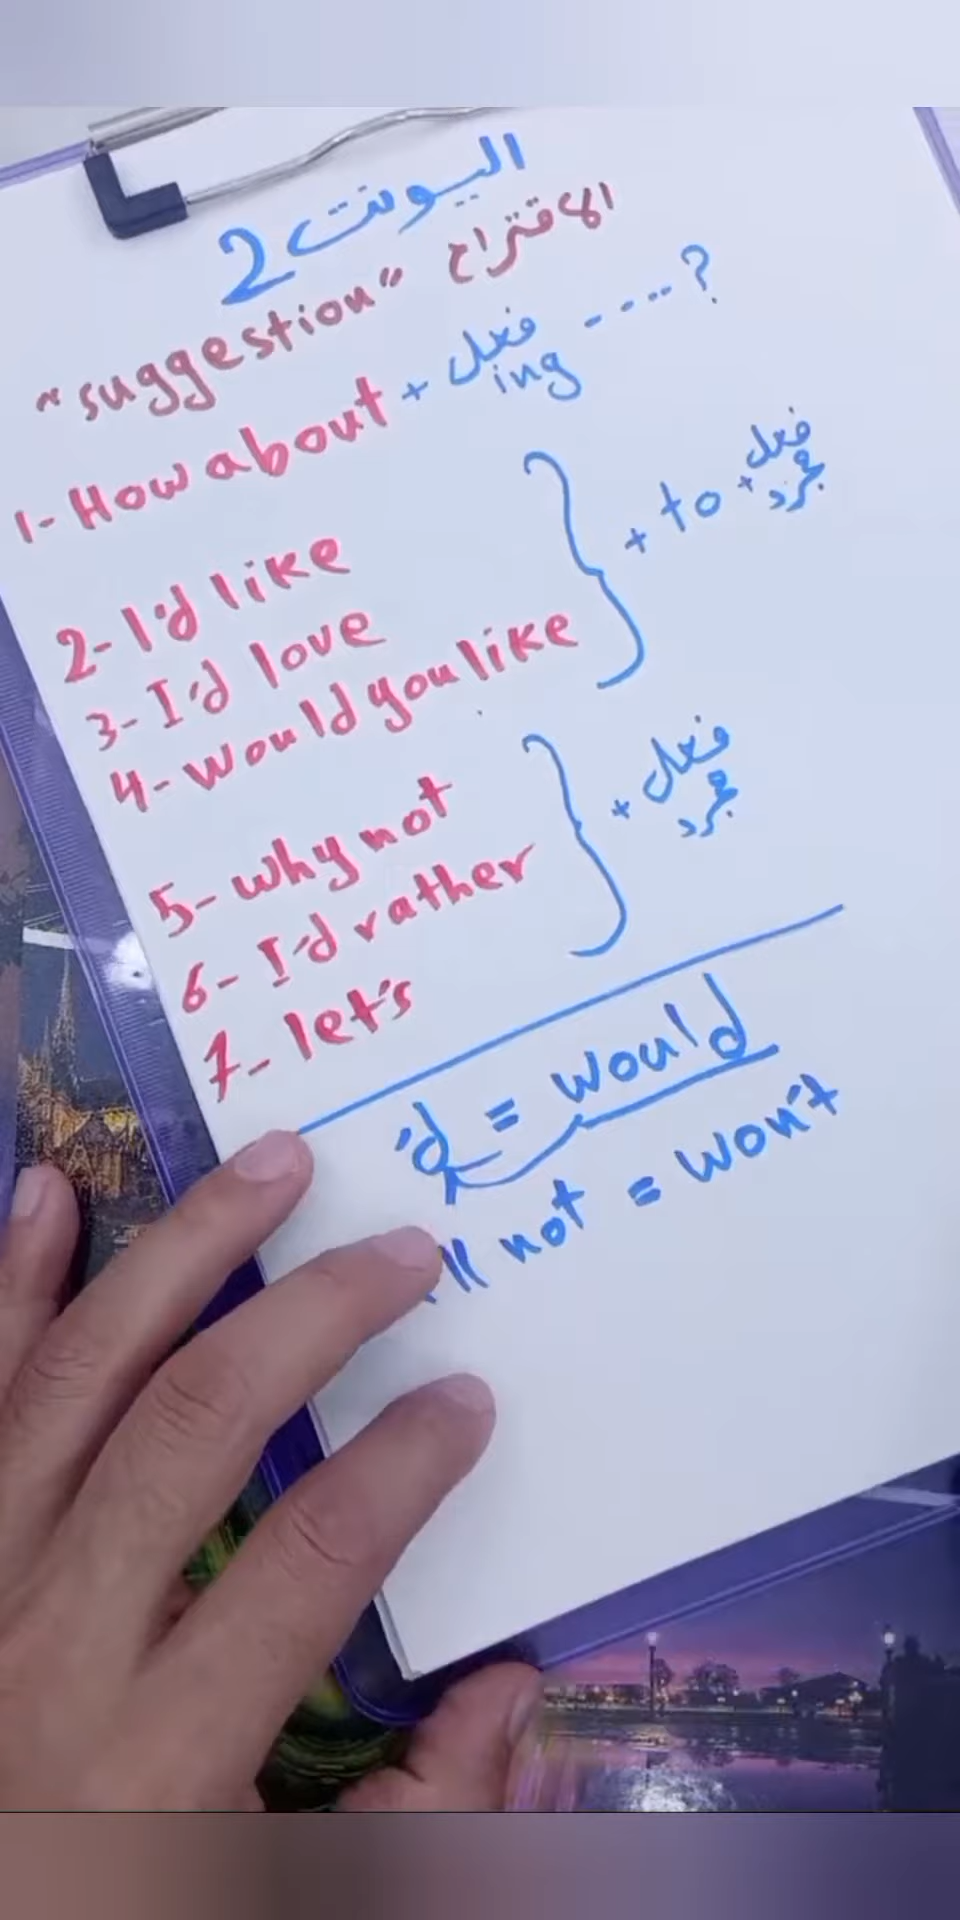 اليونت 2
الاقتراح "suggestion"
1- How about + فعل ing ....?
2- I'd like
3- I'd love
4- would you like
+ to + فعل مجرد
5- why not
6- I'd rather
7- let's
+ فعل مجرد
'd = would
'll not = won't